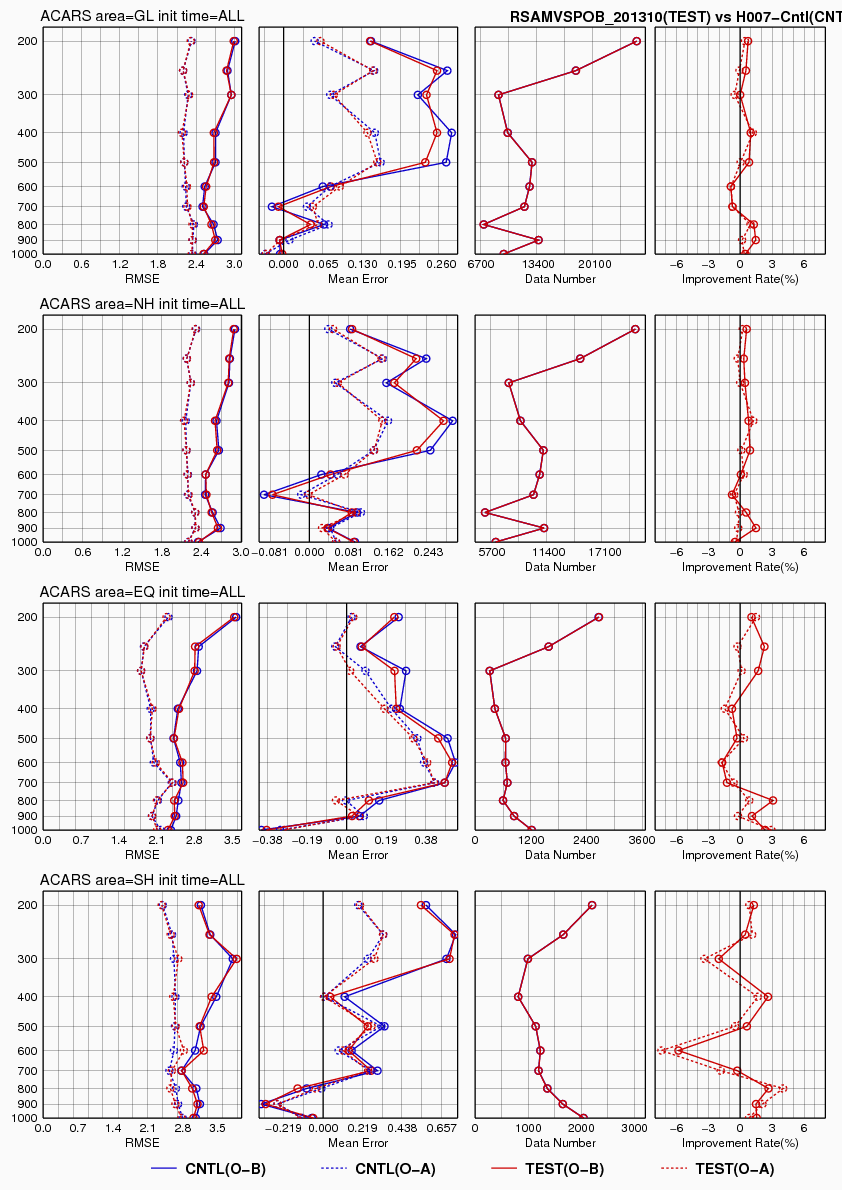 RSAMVSPOB_201310(TEST) vs H007-Cntl(CNT
ACARS area=GL init time=ALL
200
300
400
500
600
700
800
900
1000
0.0 0.6 1.2 1.8 2.4 3.0
0.000 0.065 0.130 0.195 0.260
6700 13400 20100
-6 -3 0 3 6
RMSE Mean Error Data Number Improvement Rate(%)
ACARS area=NH init time=ALL
200
300
400
500
600
700
800
900
1000
0.0 0.6 1.2 1.8 2.4 3.0
-0.081 0.000 0.081 0.162 0.243
5700 11400 17100
-6 -3 0 3 6
RMSE Mean Error Data Number Improvement Rate(%)
ACARS area=EQ init time=ALL
200
300
400
500
600
700
800
900
1000
0.0 0.7 1.4 2.1 2.8 3.5
-0.38 -0.19 0.00 0.19 0.38
0 1200 2400 3600
-6 -3 0 3 6
RMSE Mean Error Data Number Improvement Rate(%)
ACARS area=SH init time=ALL
200
300
400
500
600
700
800
900
1000
0.0 0.7 1.4 2.1 2.8 3.5
-0.219 0.000 0.219 0.438 0.657
0 1000 2000 3000
-6 -3 0 3 6
RMSE Mean Error Data Number Improvement Rate(%)
CNTL(O-B) CNTL(O-A) TEST(O-B) TEST(O-A)